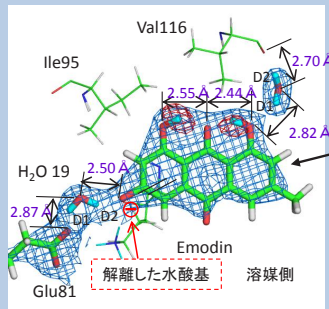 Val116
Ile95
2.70 Å
D2
D1
2.55 Å
2.44 Å
2.82 Å
H₂O 19
2.50 Å
2.87 Å
D1
D2
Emodin
解離した水酸基
溶媒側
Glu81